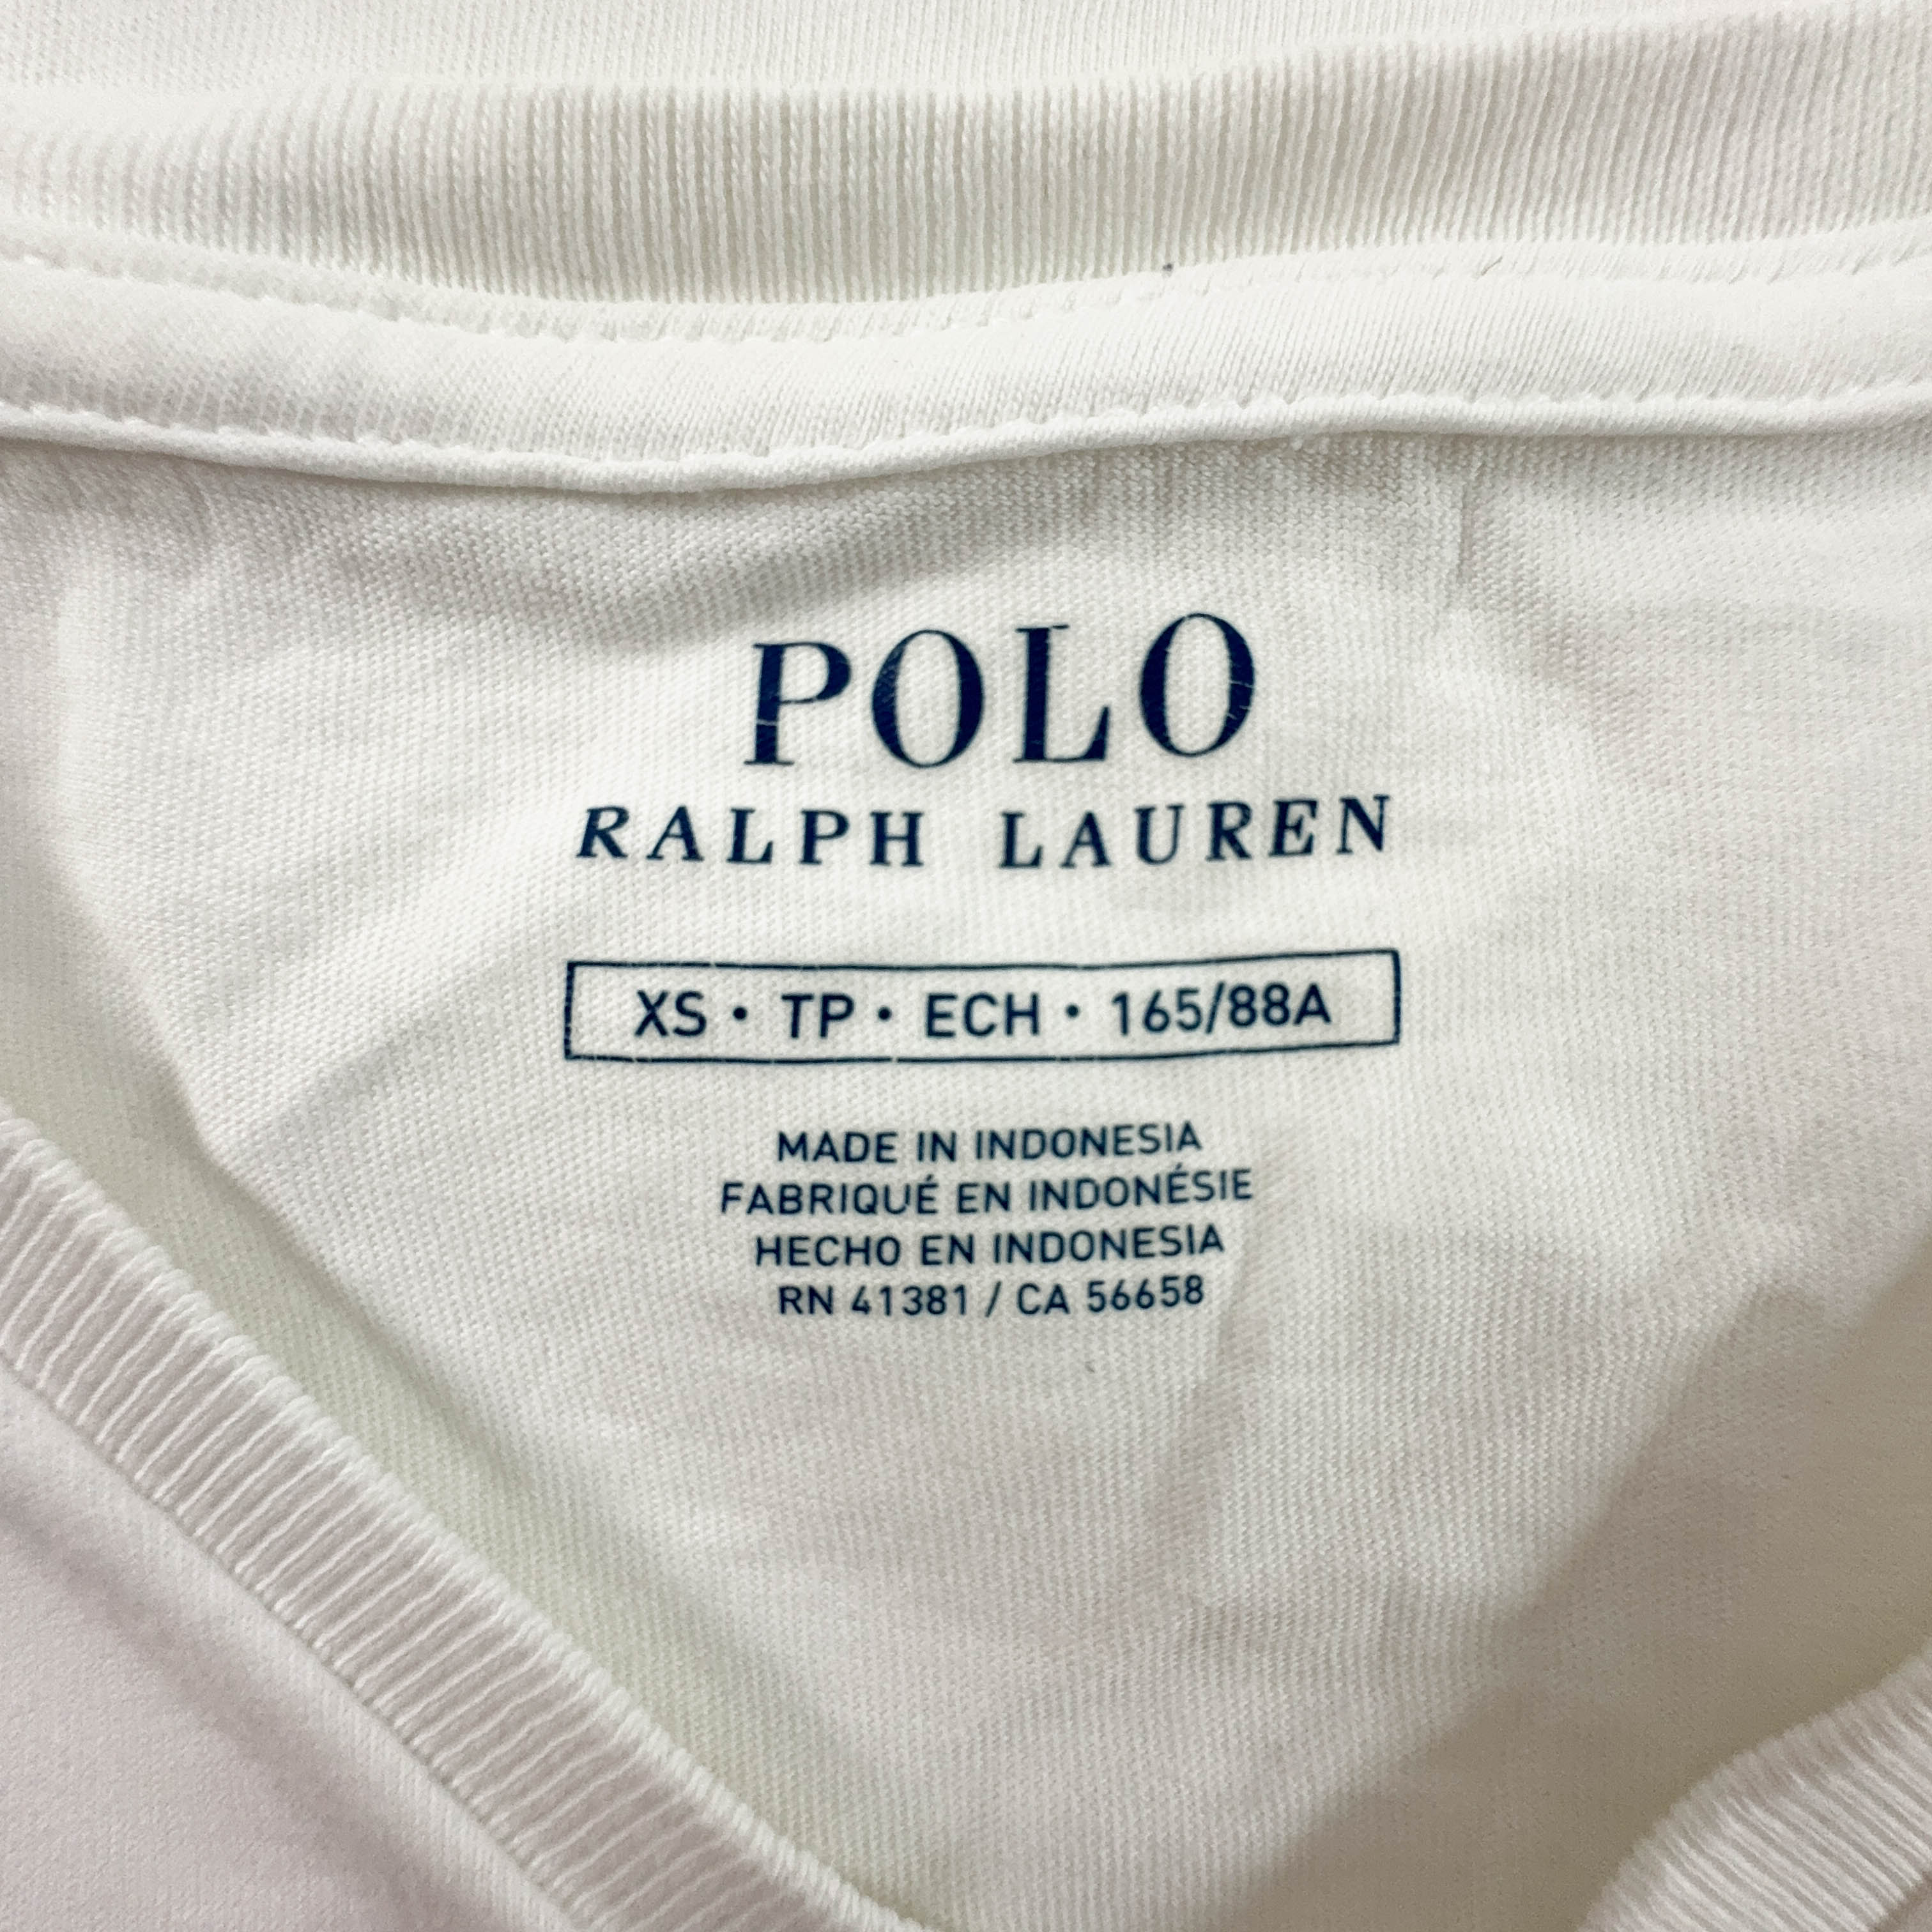 POLO
RALPH LAUREN
XS • TP • ECH • 165/88A
MADE IN INDONESIA
FABRIQUÉ EN INDONÉSIE
HECHO EN INDONESIA
RN 41381 / CA 56658